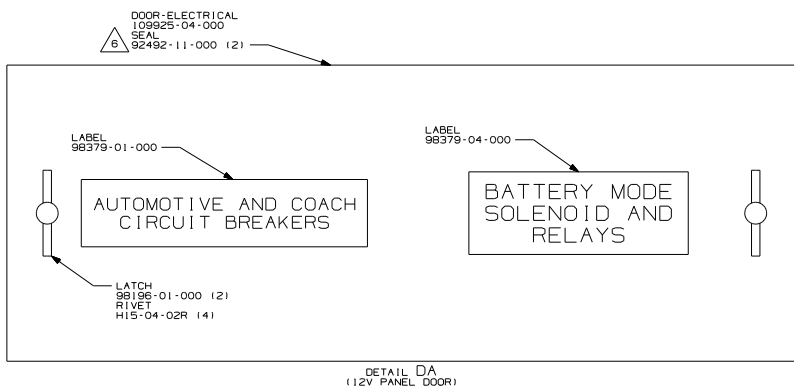 DOOR-ELECTRICAL
109925-04-000
SEAL
6
92492-11-000 (2)
LABEL
98379-01-000
LABEL
98379-04-000
AUTOMOTIVE AND COACH
CIRCUIT BREAKERS
BATTERY MODE
SOLENOID AND
RELAYS
LATCH
98196-01-000 (2)
RIVET
H15-04-02R (4)
DETAIL DA
(12V PANEL DOOR)